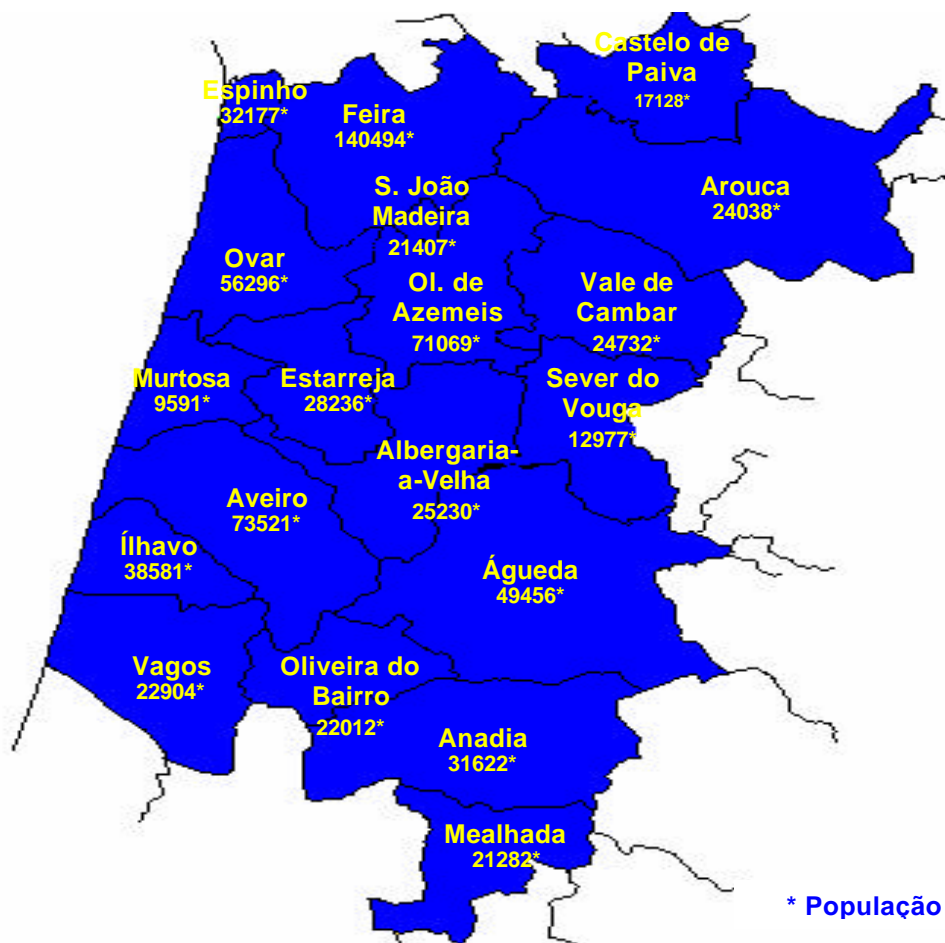 Castelo de
Paiva
17128*
Espinho
32177*
Feira
140494*
Arouca
24038*
S. João
Madeira
21407*
Ovar
56296*
Ol. de
Azemeis
71069*
Vale de
Cambar
24732*
Murtosa
9591*
Estarreja
28236*
Sever do
Vouga
12977*
Albergaria-
a-Velha
25230*
Aveiro
73521*
Ílhavo
38581*
Águeda
49456*
Vagos
22904*
Oliveira do
Bairro
22012*
Anadia
31622*
Mealhada
21282*
* População